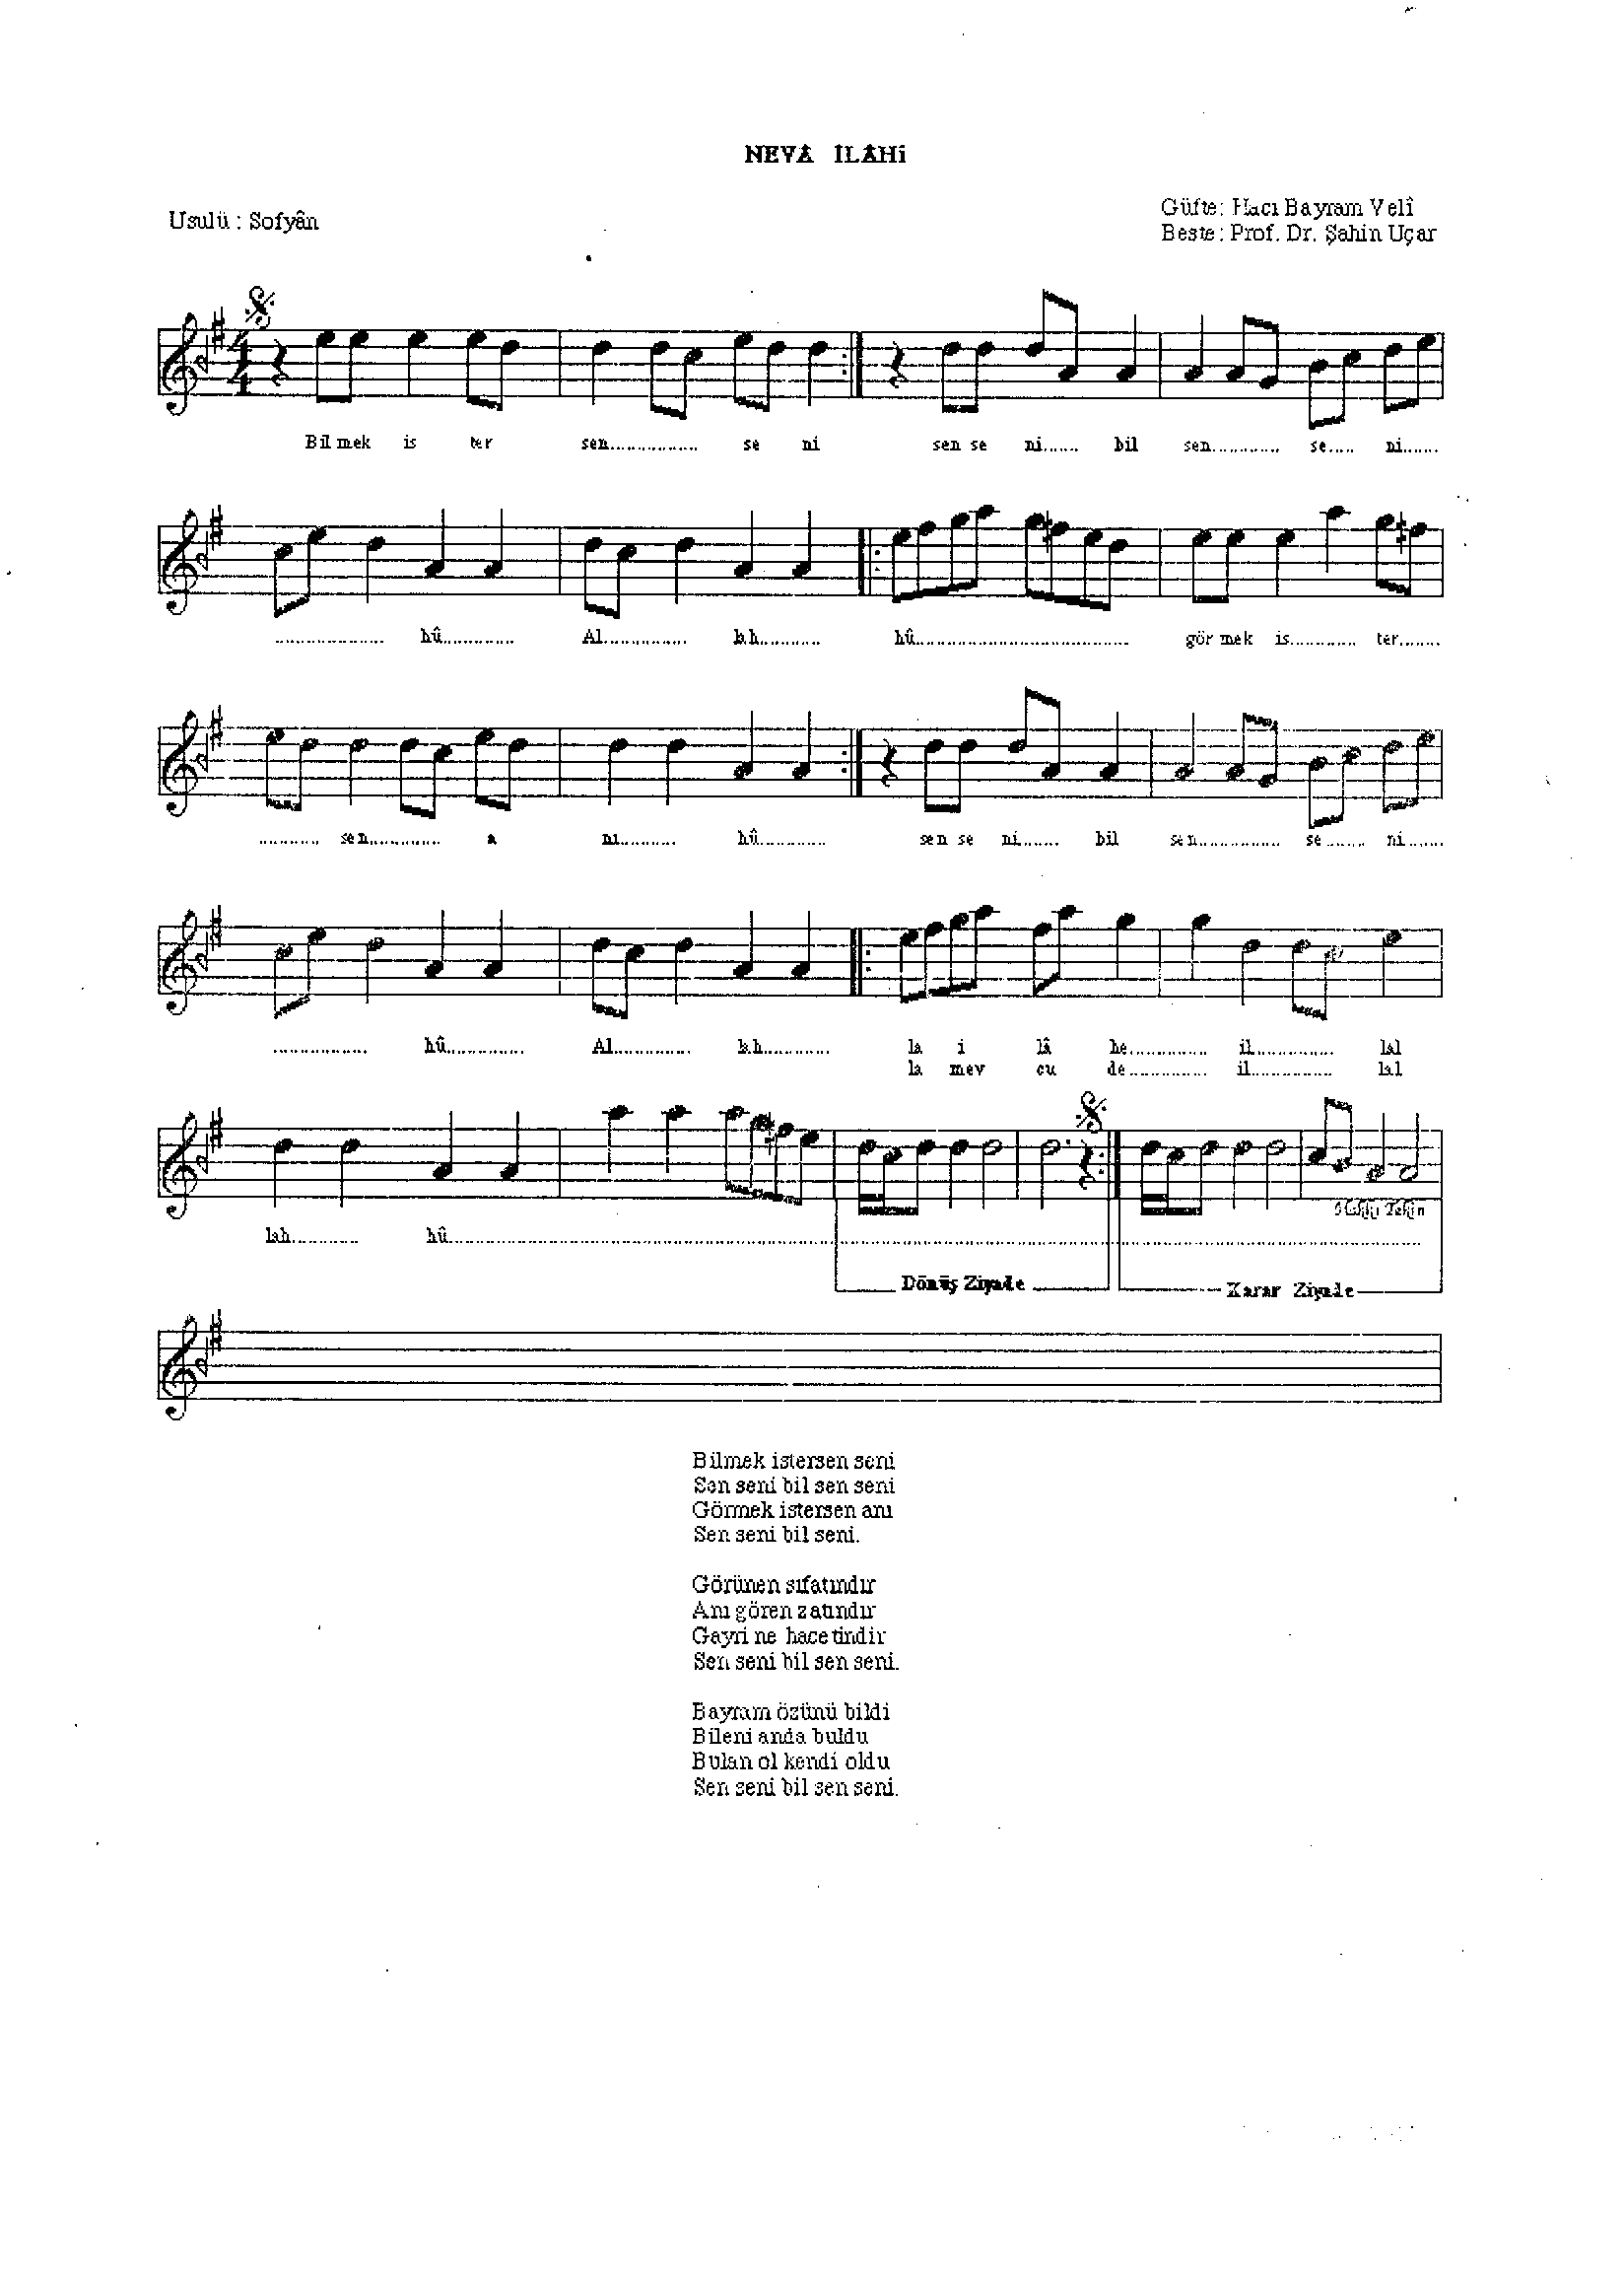 NEVÂ İLÂHİ
Usulü : Sofyân
Güfte : Hacı Bayram Velî
Beste : Prof. Dr. Şahin Uçar
4
4
Bil mek is ter sen................ se ni sen se ni....... bil sen............ se..... ni.......
.................... hû............. Al............... lah........... hû....................................... gör mek is............ ter.......
........... sen............. a ni.......... hû............ sen se ni....... bil sen............... se....... ni.......
................. hû.............. Al.............. lah............ la i lâ he.............. il............... lal
la mev cu de.............. il............... lal
lah............ hû..........................................................................................
Dönüş Ziyade
Karar Ziyade
Bilmek istersen seni
Sen seni bil sen seni
Görmek istersen anı
Sen seni bil seni.
Görünen sıfatındır
Anı gören zatındır
Gayri ne hacetindir
Sen seni bil sen seni.
Bayram özünü bildi
Bileni anda buldu
Bulan ol kendi oldu
Sen seni bil sen seni.